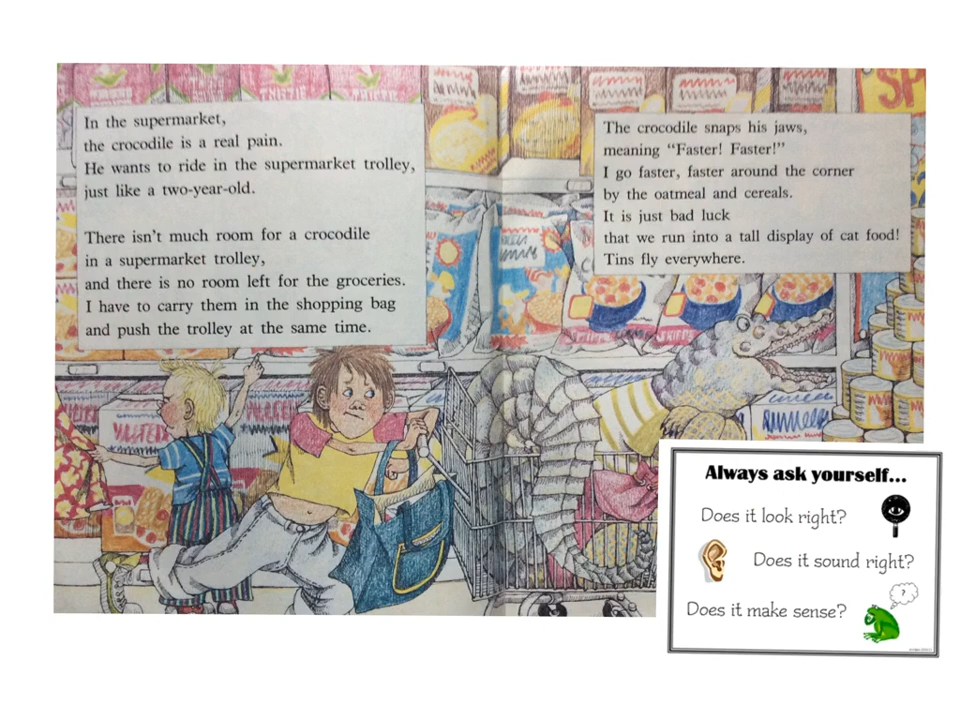 In the supermarket,
the crocodile is a real pain.
He wants to ride in the supermarket trolley,
just like a two-year-old.
There isn't much room for a crocodile
in a supermarket trolley,
and there is no room left for the groceries.
I have to carry them in the shopping bag
and push the trolley at the same time.
The crocodile snaps his jaws,
meaning "Faster! Faster!"
I go faster, faster around the corner
by the oatmeal and cereals.
It is just bad luck
that we run into a tall display of cat food!
Tins fly everywhere.
SP
Always ask yourself...
Does it look right?
Does it sound right?
Does it make sense?
?